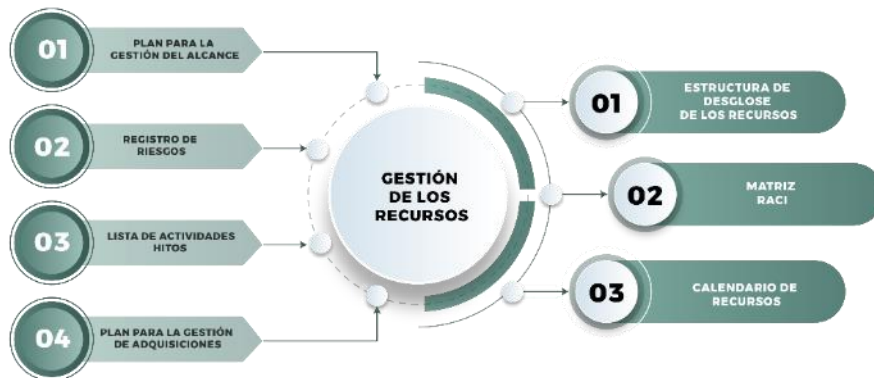 01
PLAN PARA LA
GESTIÓN DEL ALCANCE
02
REGISTRO DE
RIESGOS
03
LISTA DE ACTIVIDADES
HITOS
04
PLAN PARA LA GESTIÓN
DE ADQUISICIONES
GESTIÓN
DE LOS
RECURSOS
01
ESTRUCTURA DE
DESGLOSE
DE LOS RECURSOS
02
MATRIZ
RACI
03
CALENDARIO DE
RECURSOS